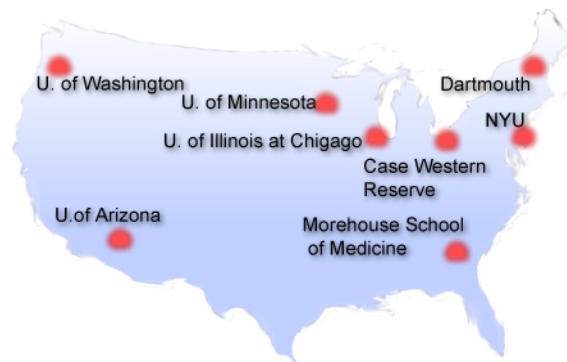 U. of Washington
Dartmouth
U. of Minnesota
NYU
U. of Illinois at Chigago
Case Western
Reserve
U.of Arizona
Morehouse School
of Medicine